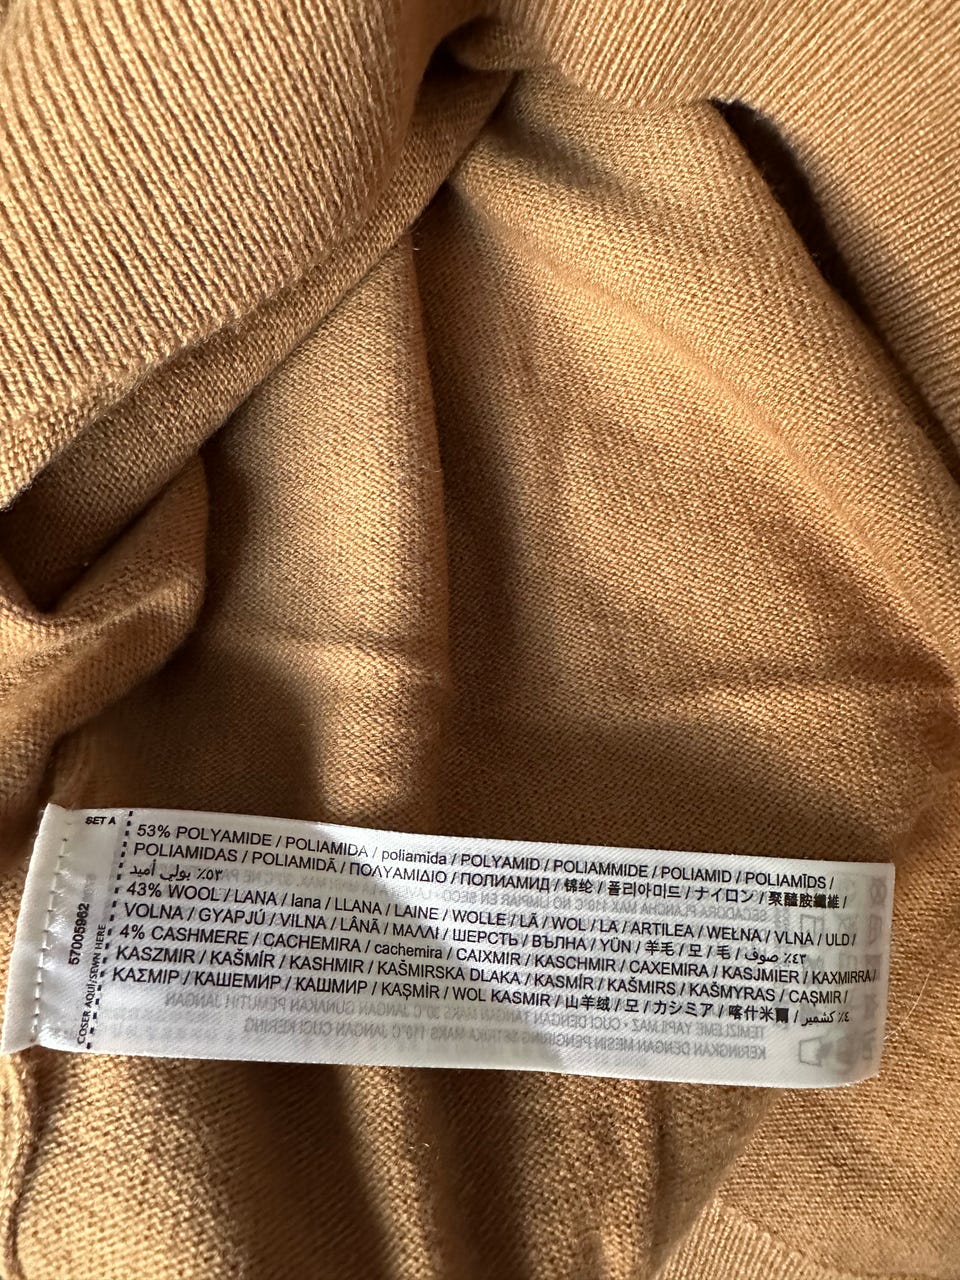 SET A
57005962
COSER AQUÍ/SEWN HERE
53% POLYAMIDE / POLIAMIDA / poliamida / POLYAMID / POLIAMMIDE / POLIAMID / POLIAMĪDS /
POLIAMIDAS / POLIAMIDĂ / ΠΟΛΥΑΜΙΔΙΟ / ПОЛИАМИД / 锦纶 / 폴리아미드 / ナイロン / 聚醯胺纖維 /
٥٣٪ بولي أميد
43% WOOL / LANA / lana / LLANA / LAINE / WOLLE / LÃ / WOL / LA / ARTILEA / WEŁNA / VLNA / ULD /
VOLNA / GYAPJÚ / VILNA / LÂNĂ / ΜΑΛΛΙ / ШЕРСТЬ / ВЪЛНА / YÜN / 羊毛 / 모 / 毛 / ٤٣٪ صوف
4% CASHMERE / CACHEMIRA / cachemira / CAIXMIR / KASCHMIR / CAXEMIRA / KASJMIER / KAXMIRRA /
KASZMIR / KAŠMÍR / KASHMIR / KAŠMIRSKA DLAKA / KASMÍR / KAŠMIRS / KAŠMYRAS / CAŞMIR /
ΚΑΣΜΙΡ / КАШЕМИР / КАШМИР / KAŞMİR / WOL KASMIR / 山羊绒 / 모 / カシミア / 喀什米爾 / ٤٪ كشمير